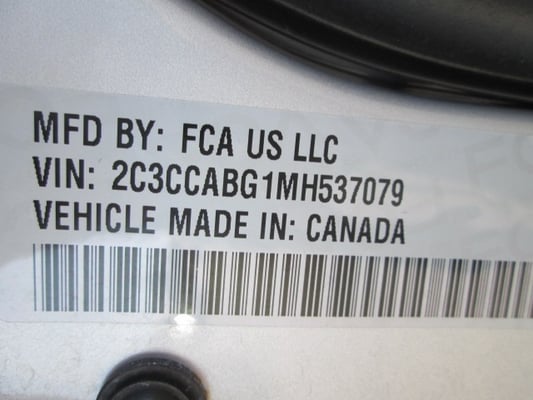 MFD BY: FCA US LLC
VIN: 2C3CCABG1MH537079
VEHICLE MADE IN: CANADA